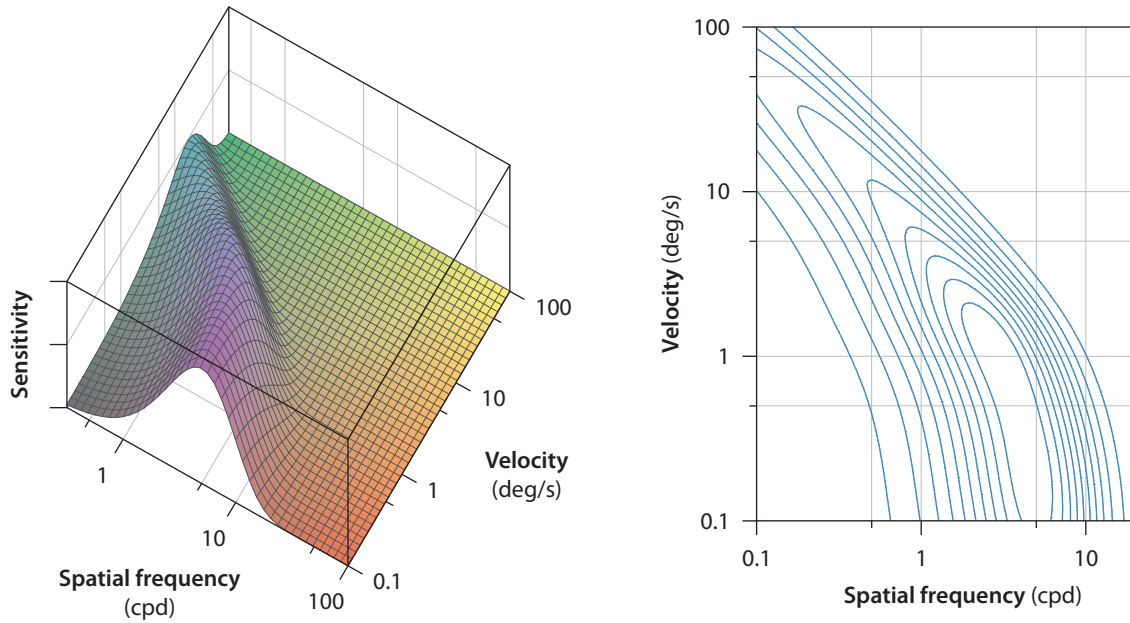 Sensitivity
1
10
100
Spatial frequency
(cpd)
0.1
1
10
100
Velocity
(deg/s)
100
10
1
0.1
Velocity (deg/s)
0.1
1
10
Spatial frequency (cpd)